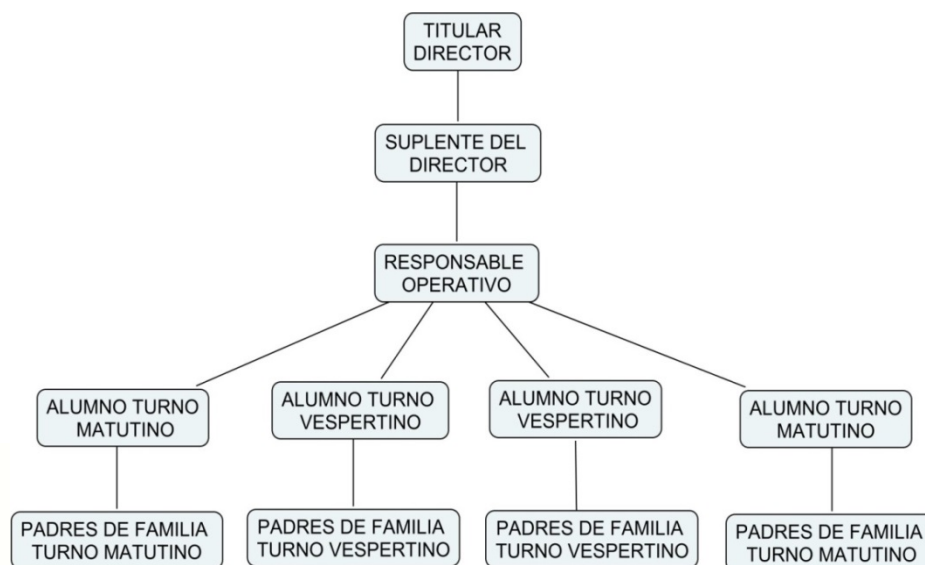 TITULAR
DIRECTOR
SUPLENTE DEL
DIRECTOR
RESPONSABLE
OPERATIVO
ALUMNO TURNO
MATUTINO
ALUMNO TURNO
VESPERTINO
ALUMNO TURNO
VESPERTINO
ALUMNO TURNO
MATUTINO
PADRES DE FAMILIA
TURNO MATUTINO
PADRES DE FAMILIA
TURNO VESPERTINO
PADRES DE FAMILIA
TURNO VESPERTINO
PADRES DE FAMILIA
TURNO MATUTINO